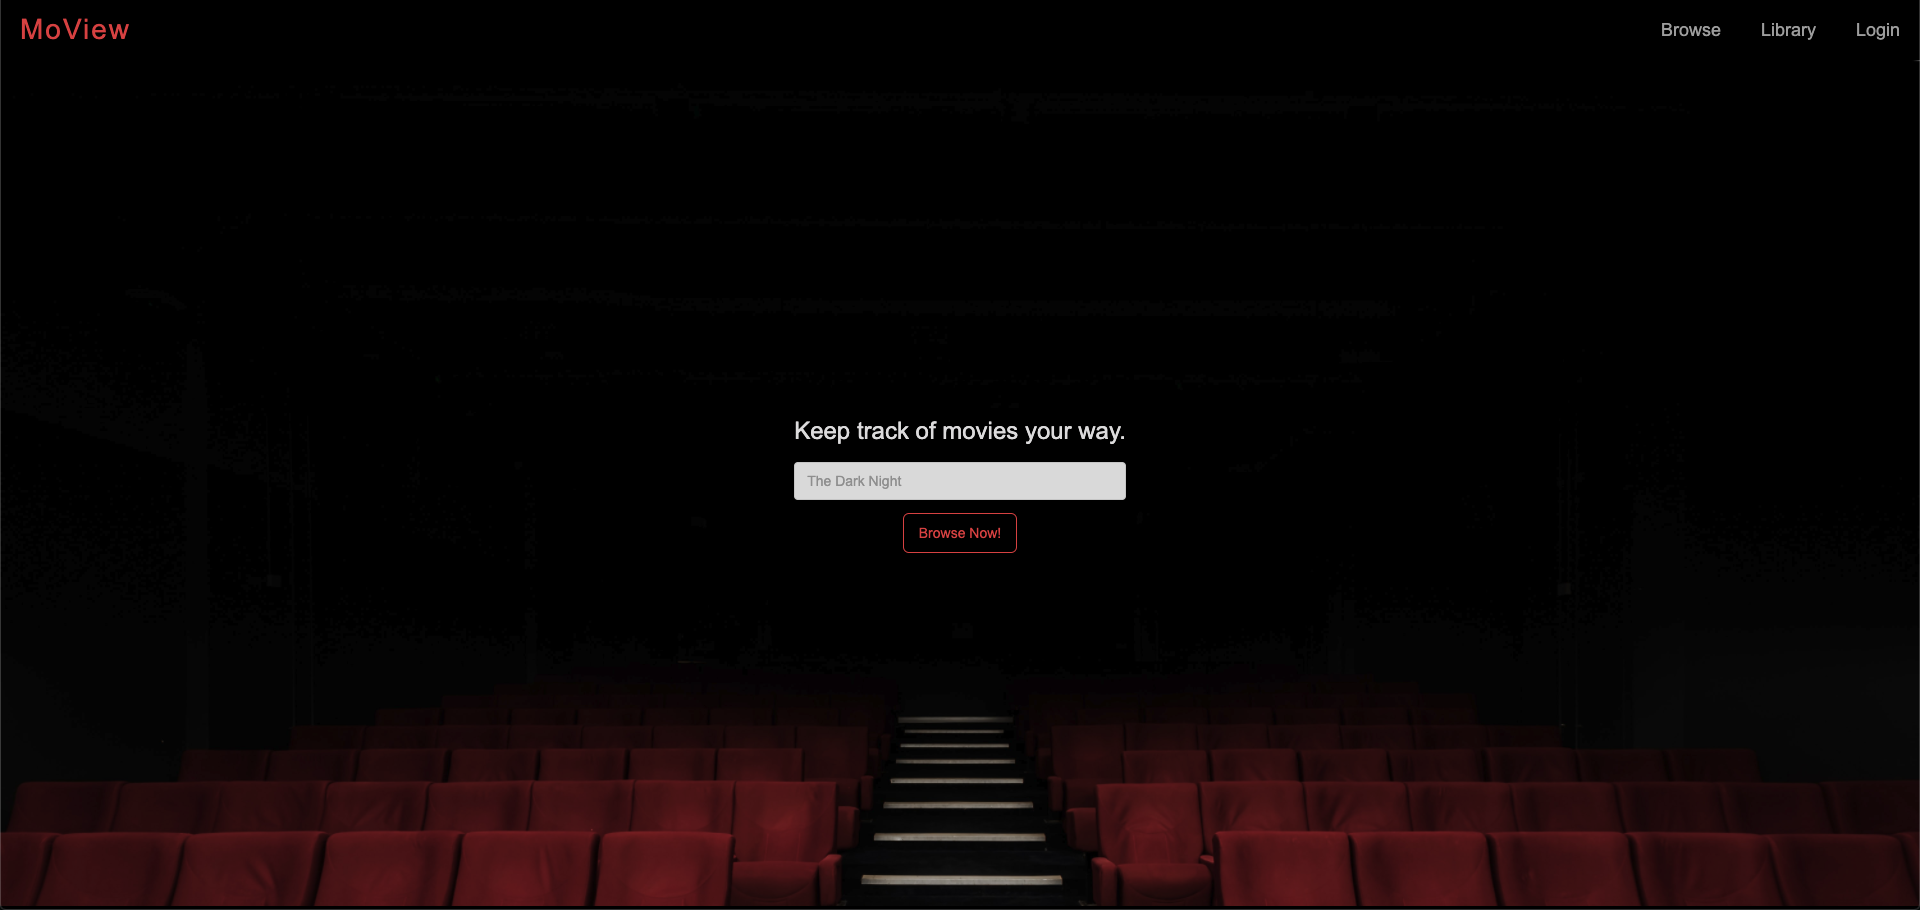 MoView
Browse
Library
Login
Keep track of movies your way.
The Dark Night
Browse Now!